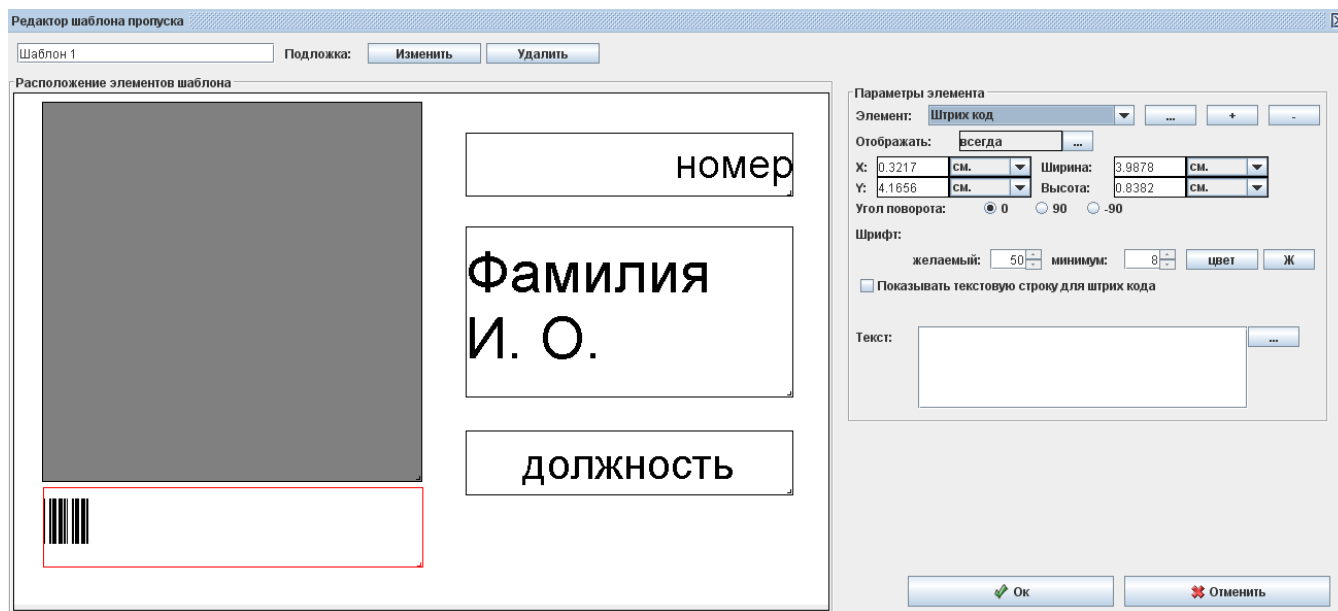 Редактор шаблона пропуска
Шаблон 1 Подложка: Изменить Удалить
Расположение элементов шаблона
номер
Фамилия
И. О.
должность
Параметры элемента
Элемент: Штрих код ... + -
Отображать: всегда ...
X: 0.3217 см. Ширина: 3.9878 см.
Y: 4.1656 см. Высота: 0.8382 см.
Угол поворота: 0 90 -90
Шрифт:
желаемый: 50 минимум: 8 цвет Ж
Показывать текстовую строку для штрих кода
Текст: ...
Ок Отменить